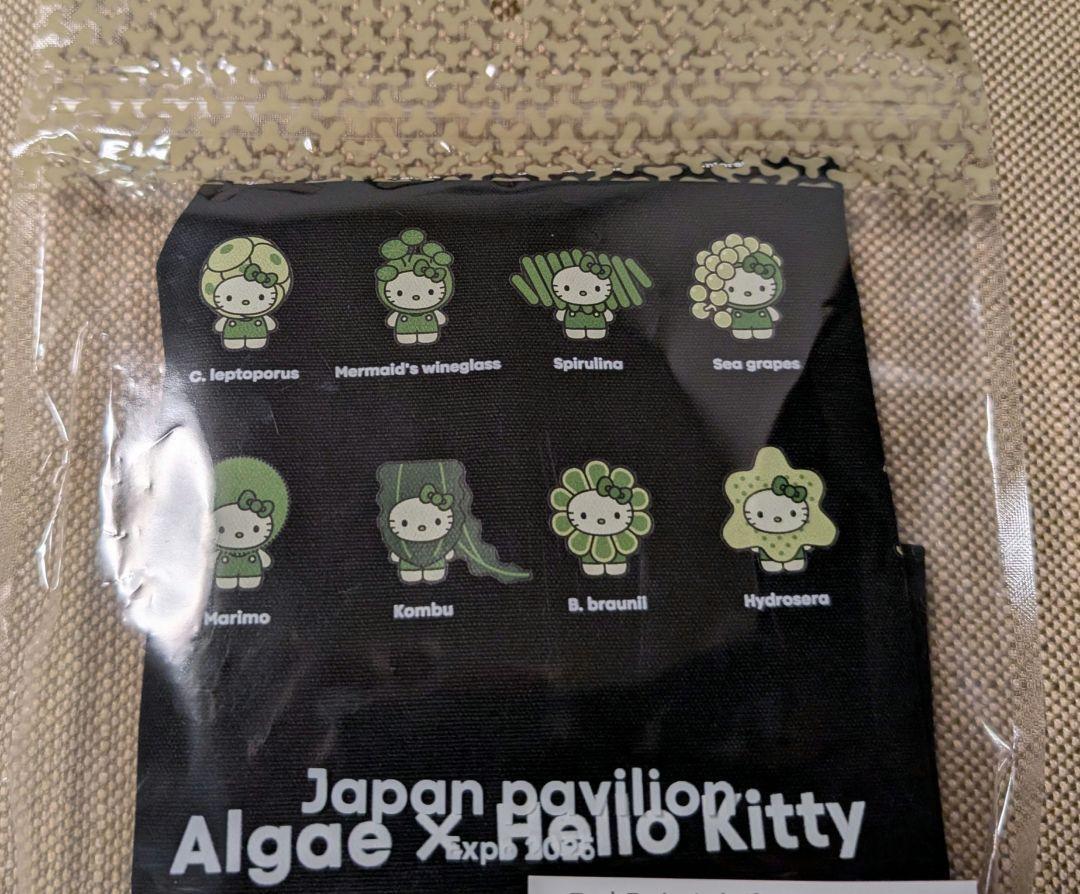 C. leptoporus Mermaid's wineglass Spirulina Sea grapes
Marimo Kombu B. braunii Hydrosera
Japan pavilion
Algae × Hello Kitty
Expo 2025